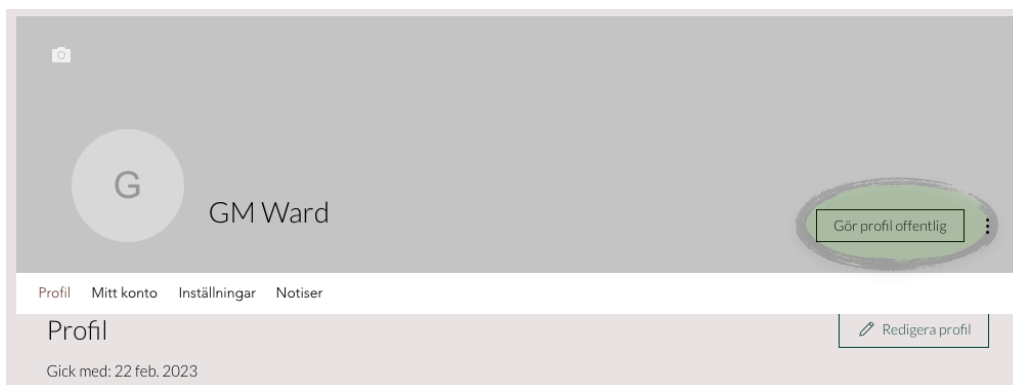 G
GM Ward
Gör profil offentlig
Profil Mitt konto Inställningar Notiser
Profil
Redigera profil
Gick med: 22 feb. 2023